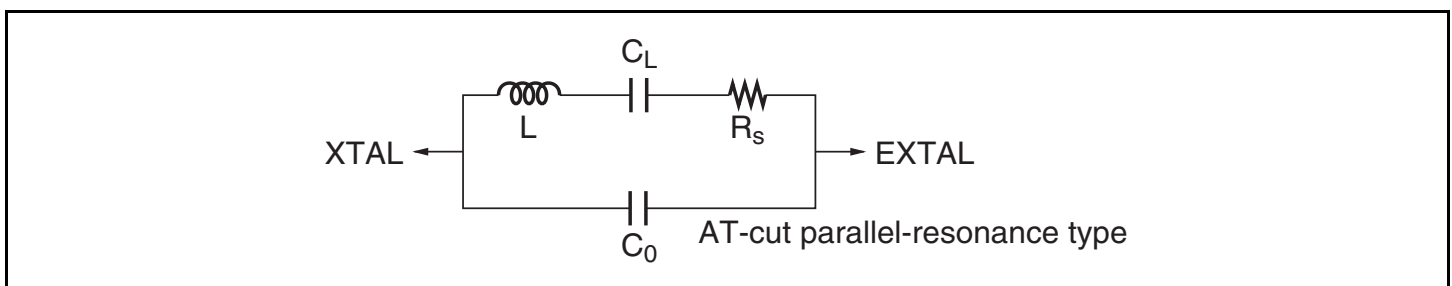 C_L
L
R_s
XTAL
EXTAL
C_0
AT-cut parallel-resonance type